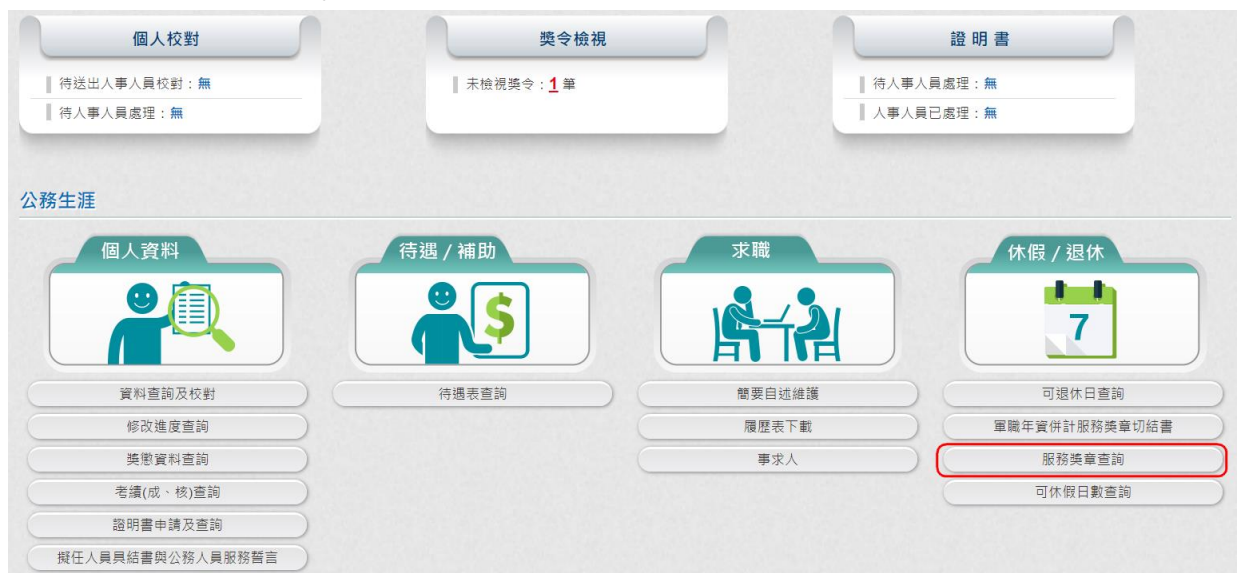 個人校對
待送出人事人員校對：無
待人事人員處理：無
獎令檢視
未檢視獎令：1 筆
證 明 書
待人事人員處理：無
人事人員已處理：無
公務生涯
個人資料
資料查詢及校對
修改進度查詢
獎懲資料查詢
考績(成、核)查詢
證明書申請及查詢
擬任人員具結書與公務人員服務誓言
待遇 / 補助
$
待遇表查詢
求職
簡要自述維護
履歷表下載
事求人
休假 / 退休
7
可退休日查詢
軍職年資併計服務獎章切結書
服務獎章查詢
可休假日數查詢